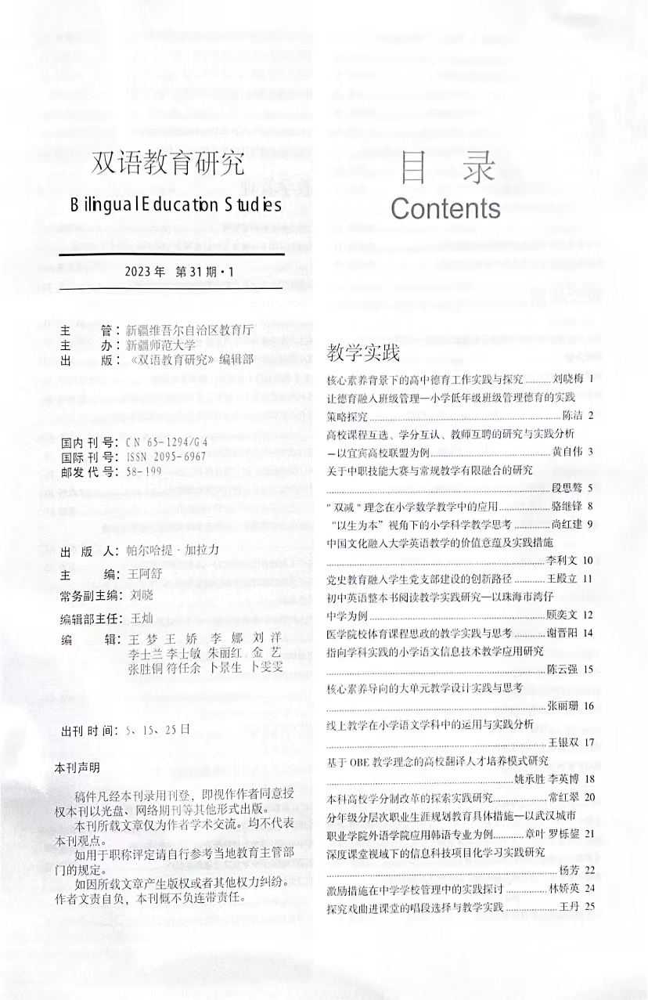 双语教育研究
Bilingual Education Studies
2023年 第31期·1
主 管：新疆维吾尔自治区教育厅
主 办：新疆师范大学
出 版：《双语教育研究》编辑部
国内刊号：CN 65-1294/G4
国际刊号：ISSN 2095-6967
邮发代号：58-199
出 版 人：帕尔哈提·加拉力
主 编：王阿舒
常务副主编：刘晓
编辑部主任：王灿
编 辑：王 梦 王 娇 李 娜 刘 洋
李士兰 李士敏 朱丽红 金 艺
张胜铜 符任余 卜景生 卜雯雯
出刊时间：5、15、25日
本刊声明
稿件凡经本刊录用刊登，即视作作者同意授
权本刊以光盘、网络期刊等其他形式出版。
本刊所载文章仅为作者学术交流。均不代表
本刊观点。
如用于职称评定请自行参考当地教育主管部
门的规定。
如因所载文章产生版权或者其他权力纠纷。
作者文责自负，本刊概不负连带责任。
目 录
Contents
教学实践
核心素养背景下的高中德育工作实践与探究..........刘晓梅 1
让德育融入班级管理—小学低年级班级管理德育的实践
策略探究..........陈洁 2
高校课程互选、学分互认、教师互聘的研究与实践分析
—以宜宾高校联盟为例..........黄自伟 3
关于中职技能大赛与常规教学有限融合的研究
..........段思骜 5
"双减"理念在小学数学教学中的应用..........骆继锋 8
“以生为本”视角下的小学科学教学思考..........尚红建 9
中国文化融入大学英语教学的价值意蕴及实践措施
..........李利文 10
党史教育融入学生党支部建设的创新路径..........王殿立 11
初中英语整本书阅读教学实践研究—以珠海市湾仔
中学为例..........顾奕文 12
医学院校体育课程思政的教学实践与思考..........谢晋阳 14
指向学科实践的小学语文信息技术教学应用研究
..........陈云强 15
核心素养导向的大单元教学设计实践与思考
..........张丽珊 16
线上教学在小学语文学科中的运用与实践分析
..........王银双 17
基于OBE教学理念的高校翻译人才培养模式研究
..........姚承胜 李英博 18
本科高校学分制改革的探索实践研究..........常红翠 20
分年级分层次职业生涯规划教育具体措施—以武汉城市
职业学院外语学院应用韩语专业为例..........章叶 罗栎鋆 21
深度课堂视域下的信息科技项目化学习实践研究
..........杨芳 22
激励措施在中学学校管理中的实践探讨..........林娇英 24
探究戏曲进课堂的唱段选择与教学实践..........王丹 25